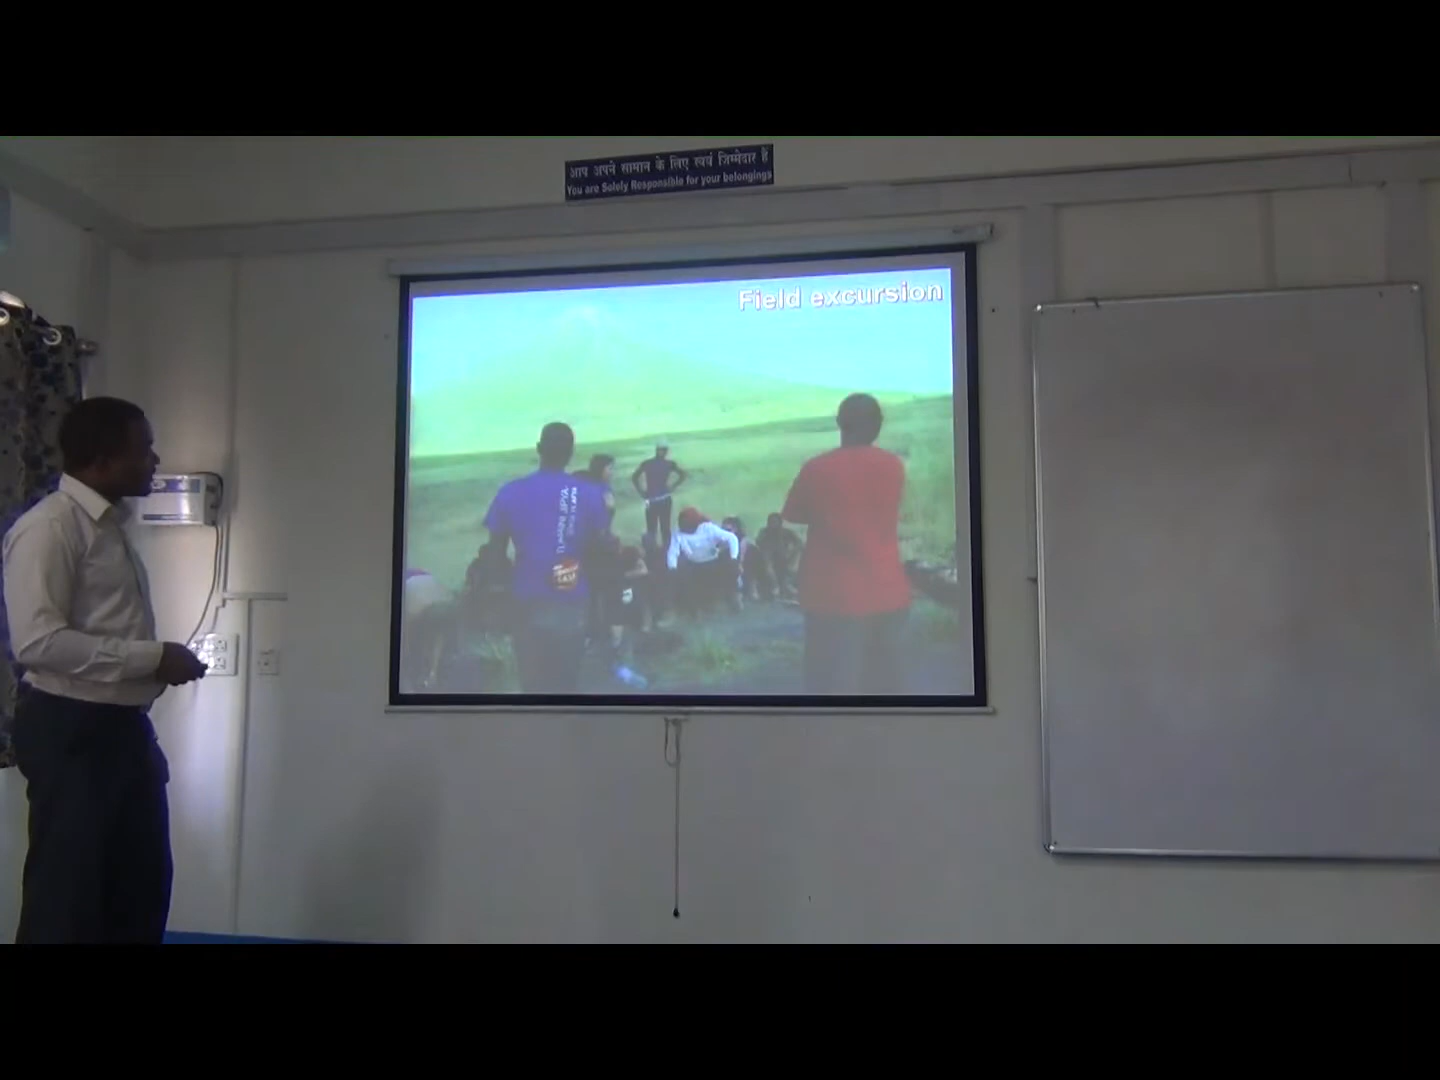 आप अपने सामान के लिए स्वयं जिम्मेदार हैं
You are Solely Responsible for your belongings
Field excursion